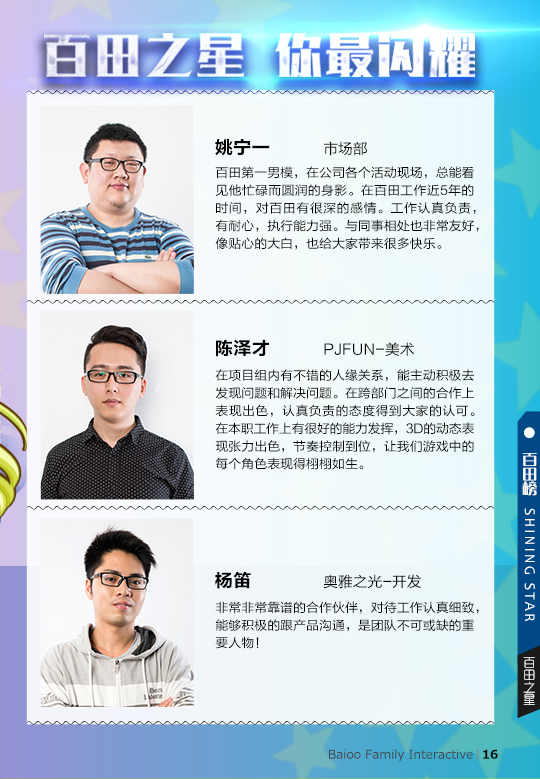 百田之星 你最闪耀
姚宁一 市场部
百田第一男模，在公司各个活动现场，总能看
见他忙碌而圆润的身影。在百田工作近5年的
时间，对百田有很深的感情。工作认真负责，
有耐心，执行能力强。与同事相处也非常友好，
像贴心的大白，也给大家带来很多快乐。
陈泽才 PJFUN-美术
在项目组内有不错的人缘关系，能主动积极去
发现问题和解决问题。在跨部门之间的合作上
表现出色，认真负责的态度得到大家的认可。
在本职工作上有很好的能力发挥，3D的动态表
现张力出色，节奏控制到位，让我们游戏中的
每个角色表现得栩栩如生。
杨笛 奥雅之光-开发
非常非常靠谱的合作伙伴，对待工作认真细致，
能够积极的跟产品沟通，是团队不可或缺的重
要人物！
百田榜 SHINING STAR
百田之星
Baioo Family Interactive | 16